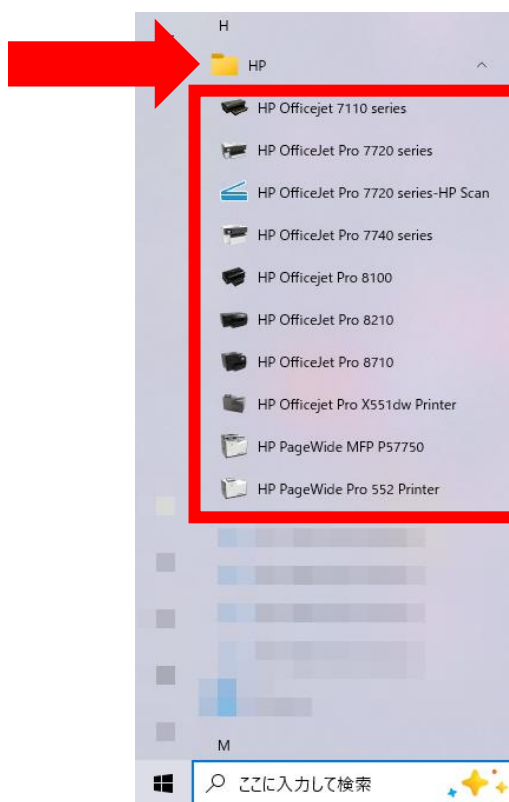 H
HP
HP Officejet 7110 series
HP OfficeJet Pro 7720 series
HP OfficeJet Pro 7720 series-HP Scan
HP OfficeJet Pro 7740 series
HP Officejet Pro 8100
HP OfficeJet Pro 8210
HP OfficeJet Pro 8710
HP Officejet Pro X551dw Printer
HP PageWide MFP P57750
HP PageWide Pro 552 Printer
M
ここに入力して検索